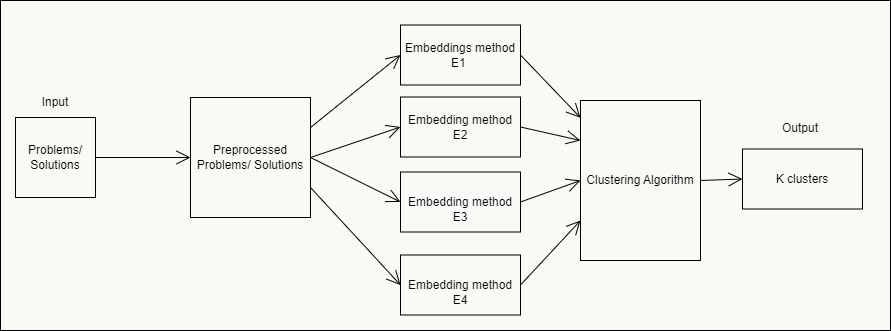 Input
Problems/
Solutions
Preprocessed
Problems/ Solutions
Embeddings method
E1
Embedding method
E2
Embedding method
E3
Embedding method
E4
Clustering Algorithm
Output
K clusters